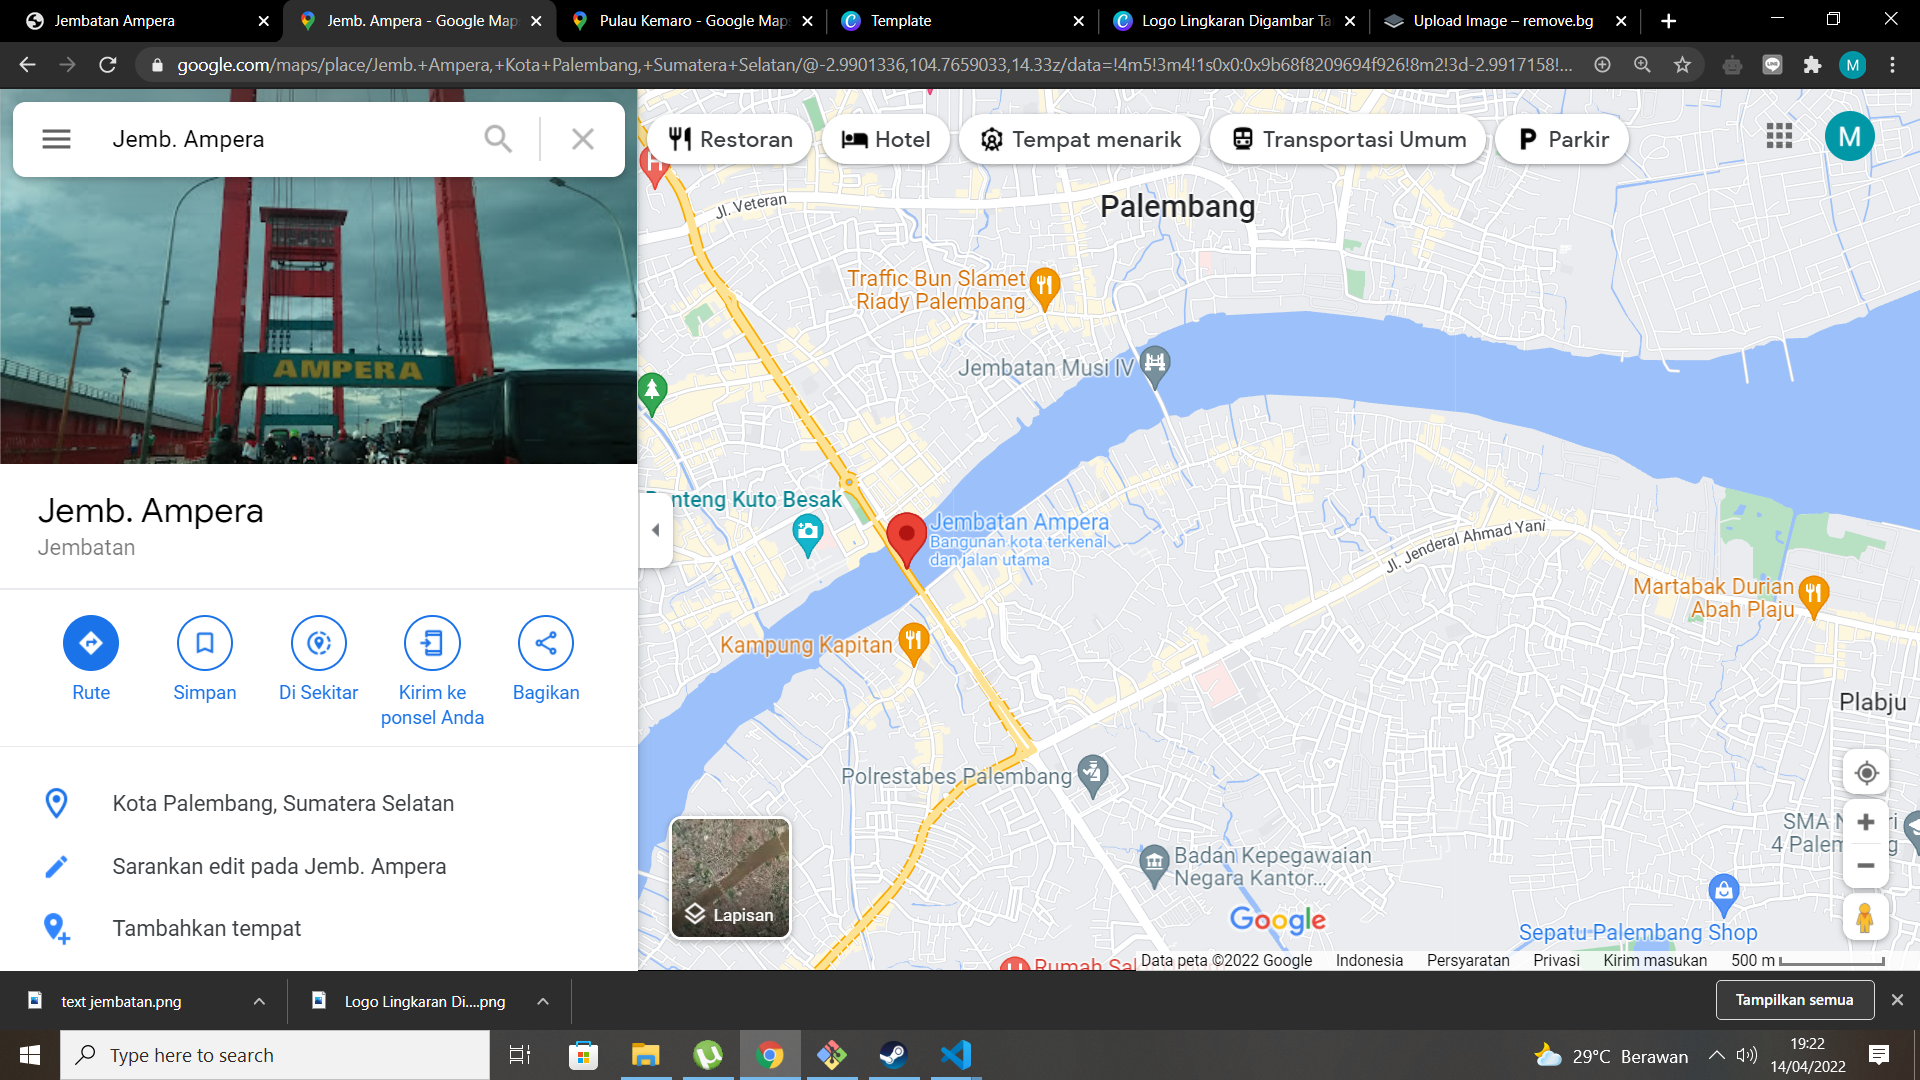 Jembatan Ampera
Jemb. Ampera - Google Map
Pulau Kemaro - Google Map
Template
Logo Lingkaran Digambar Ta
Upload Image – remove.bg
google.com/maps/place/Jemb.+Ampera,+Kota+Palembang,+Sumatera+Selatan/@-2.9901336,104.7659033,14.33z/data=!4m5!3m4!1s0x0:0x9b68f8209694f926!8m2!3d-2.9917158!...
M
Jemb. Ampera
Restoran
Hotel
Tempat menarik
Transportasi Umum
Parkir
M
AMPERA
Jemb. Ampera
Jembatan
Rute
Simpan
Di Sekitar
Kirim ke
ponsel Anda
Bagikan
Kota Palembang, Sumatera Selatan
Sarankan edit pada Jemb. Ampera
Tambahkan tempat
Jl. Veteran
Palembang
Traffic Bun Slamet
Riady Palembang
Jembatan Musi IV
Kuto Besak
Jembatan Ampera
Bangunan kota terkenal
dan jalan utama
Jl. Jenderal Ahmad Yani
Martabak Durian
Abah Plaju
Kampung Kapitan
Plabju
Polrestabes Palembang
SMA
4
Badan Kepegawaian
Negara Kantor...
Lapisan
Google
Sepatu Palembang Shop
Rumah
Data peta ©2022 Google
Indonesia
Persyaratan
Privasi
Kirim masukan
500 m
text jembatan.png
Logo Lingkaran Di....png
Tampilkan semua
Type here to search
29°C Berawan
19:22
14/04/2022